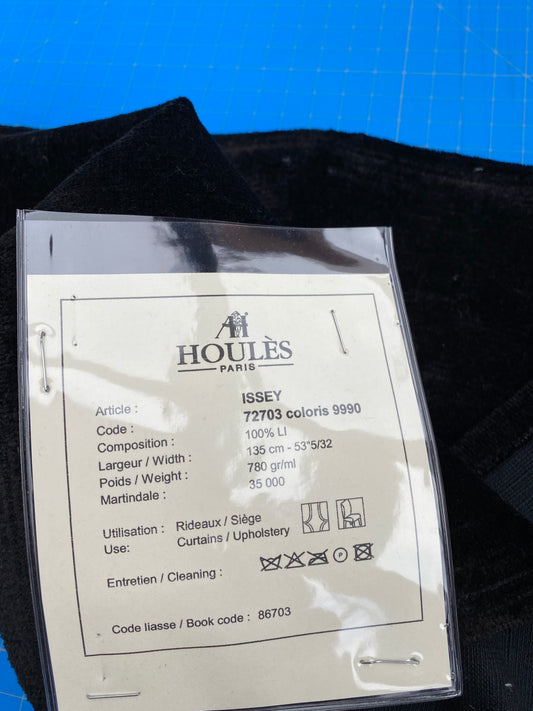 AH
HOULÈS
PARIS
Article : ISSEY
Code : 72703 coloris 9990
Composition : 100% LI
Largeur / Width : 135 cm - 53"5/32
Poids / Weight : 780 gr/ml
Martindale : 35 000
Utilisation : Rideaux / Siège
Use: Curtains / Upholstery
Entretien / Cleaning :
P
Code liasse / Book code : 86703